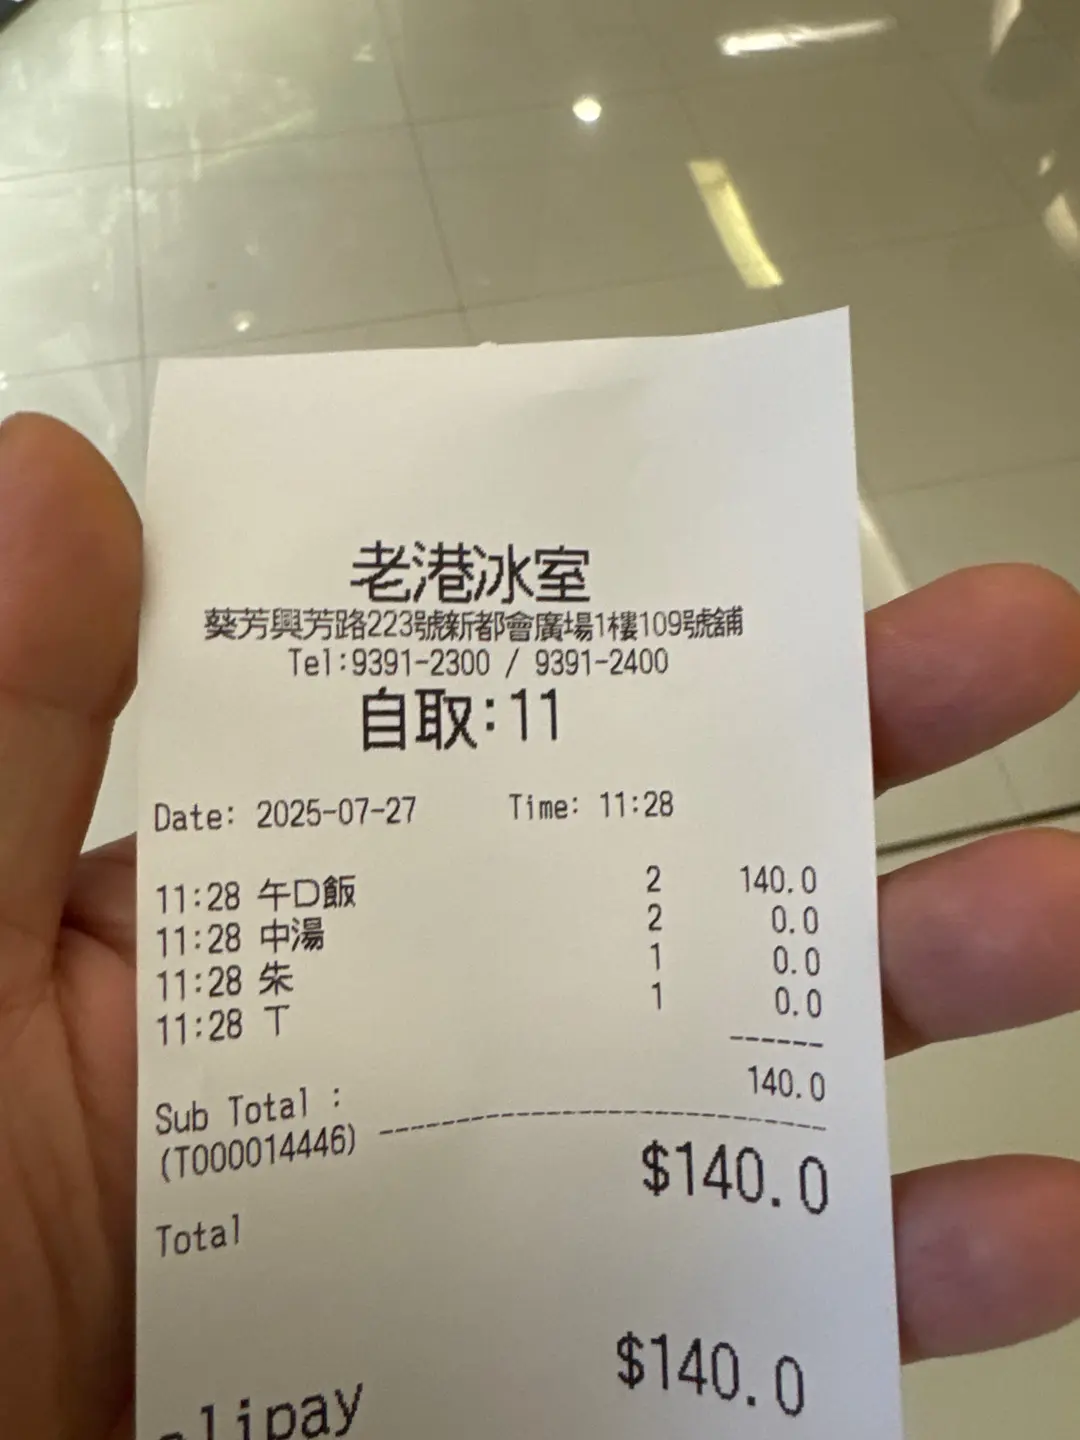 老港冰室
葵芳興芳路223號新都會廣場1樓109號舖
Tel:9391-2300 / 9391-2400
自取:11
Date: 2025-07-27 Time: 11:28
11:28 午D飯 2 140.0
11:28 中湯 2 0.0
11:28 朱 1 0.0
11:28 丅 1 0.0
------
Sub Total : 140.0
(T000014446)
Total $140.0
alipay $140.0